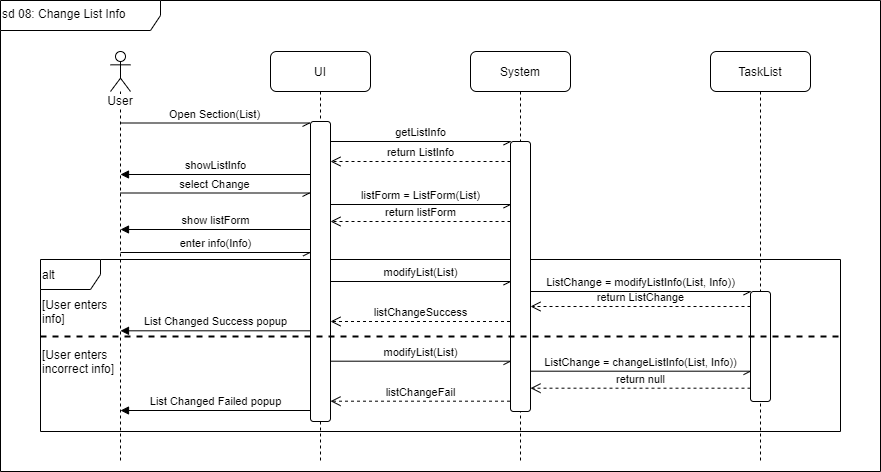 sd 08: Change List Info
UI
System
TaskList
User
Open Section(List)
getListInfo
return ListInfo
showListInfo
select Change
listForm = ListForm(List)
return listForm
show listForm
enter info(Info)
alt
modifyList(List)
ListChange = modifyListInfo(List, Info))
return ListChange
[User enters
info]
listChangeSuccess
List Changed Success popup
[User enters
incorrect info]
modifyList(List)
ListChange = changeListInfo(List, Info))
return null
listChangeFail
List Changed Failed popup